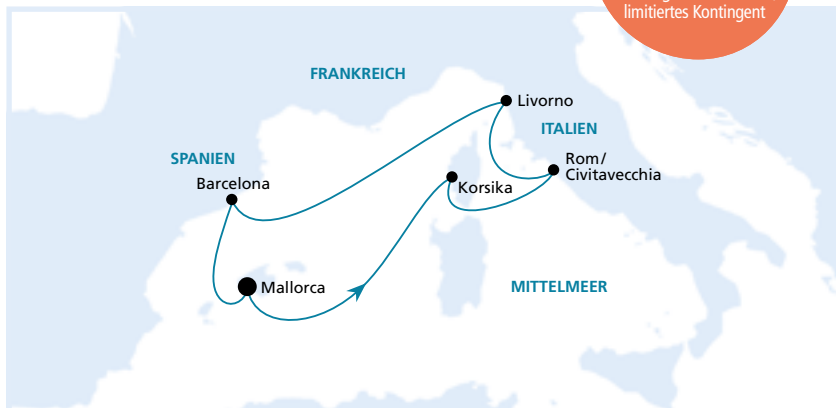 limitiertes Kontingent
FRANKREICH
Livorno
ITALIEN
SPANIEN
Rom/
Civitavecchia
Barcelona
Korsika
Mallorca
MITTELMEER